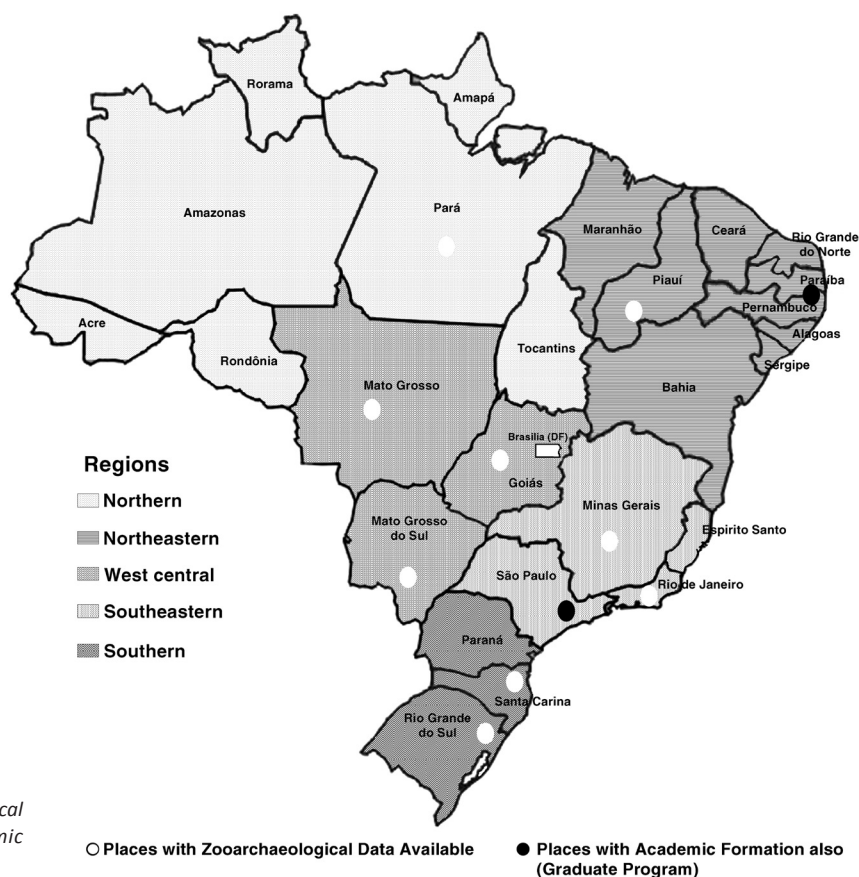 Rorama
Amapá
Amazonas
Pará
Maranhão
Ceará
Rio Grande
do Norte
Piauí
Paraíba
Pernambuco
Acre
Rondônia
Tocantins
Alagoas
Sergipe
Mato Grosso
Bahia
Brasília (DF)
Goiás
Regions
Northern
Northeastern
West central
Southeastern
Southern
Mato Grosso
do Sul
Minas Gerais
Espirito Santo
São Paulo
Rio de Janeiro
Paraná
Santa Carina
Rio Grande
do Sul
cal
mic
Places with Zooarchaeological Data Available
Places with Academic Formation also
(Graduate Program)